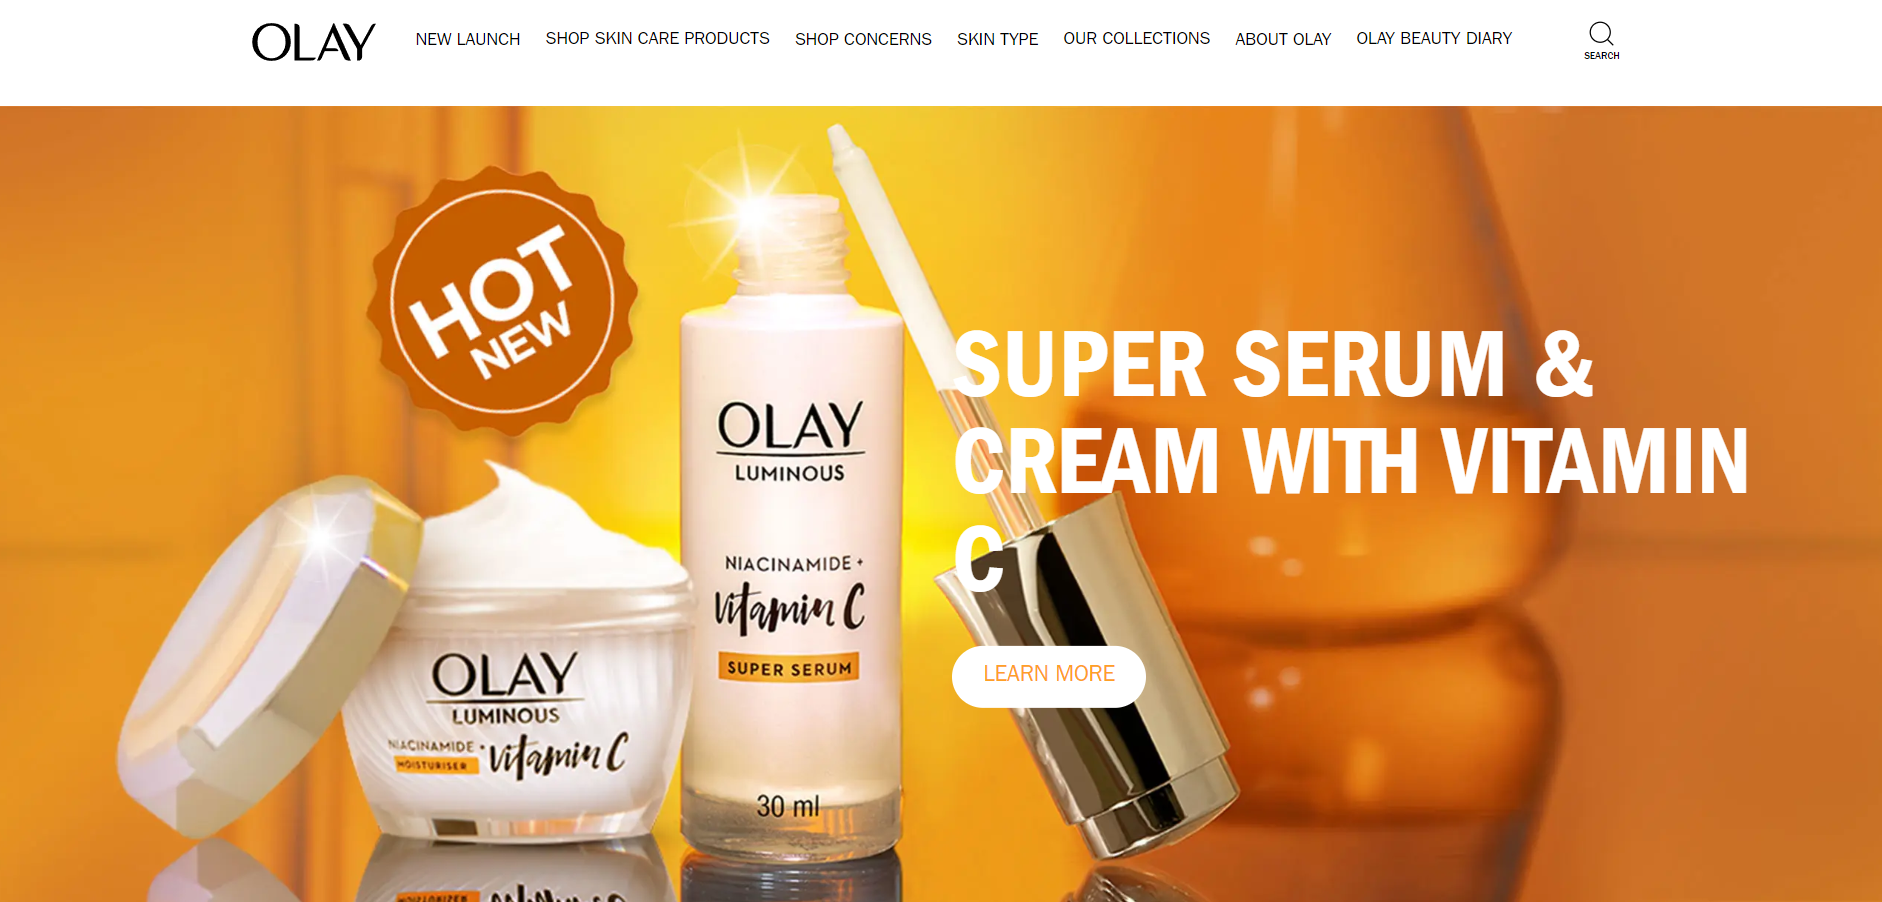 OLAY
NEW LAUNCH
SHOP SKIN CARE PRODUCTS
SHOP CONCERNS
SKIN TYPE
OUR COLLECTIONS
ABOUT OLAY
OLAY BEAUTY DIARY
SEARCH
HOT
NEW
SUPER SERUM &
CREAM WITH VITAMIN
C
LEARN MORE
OLAY
LUMINOUS
NIACINAMIDE +
Vitamin C
SUPER SERUM
30 ml
OLAY
LUMINOUS
NIACINAMIDE + Vitamin C
MOISTURISER